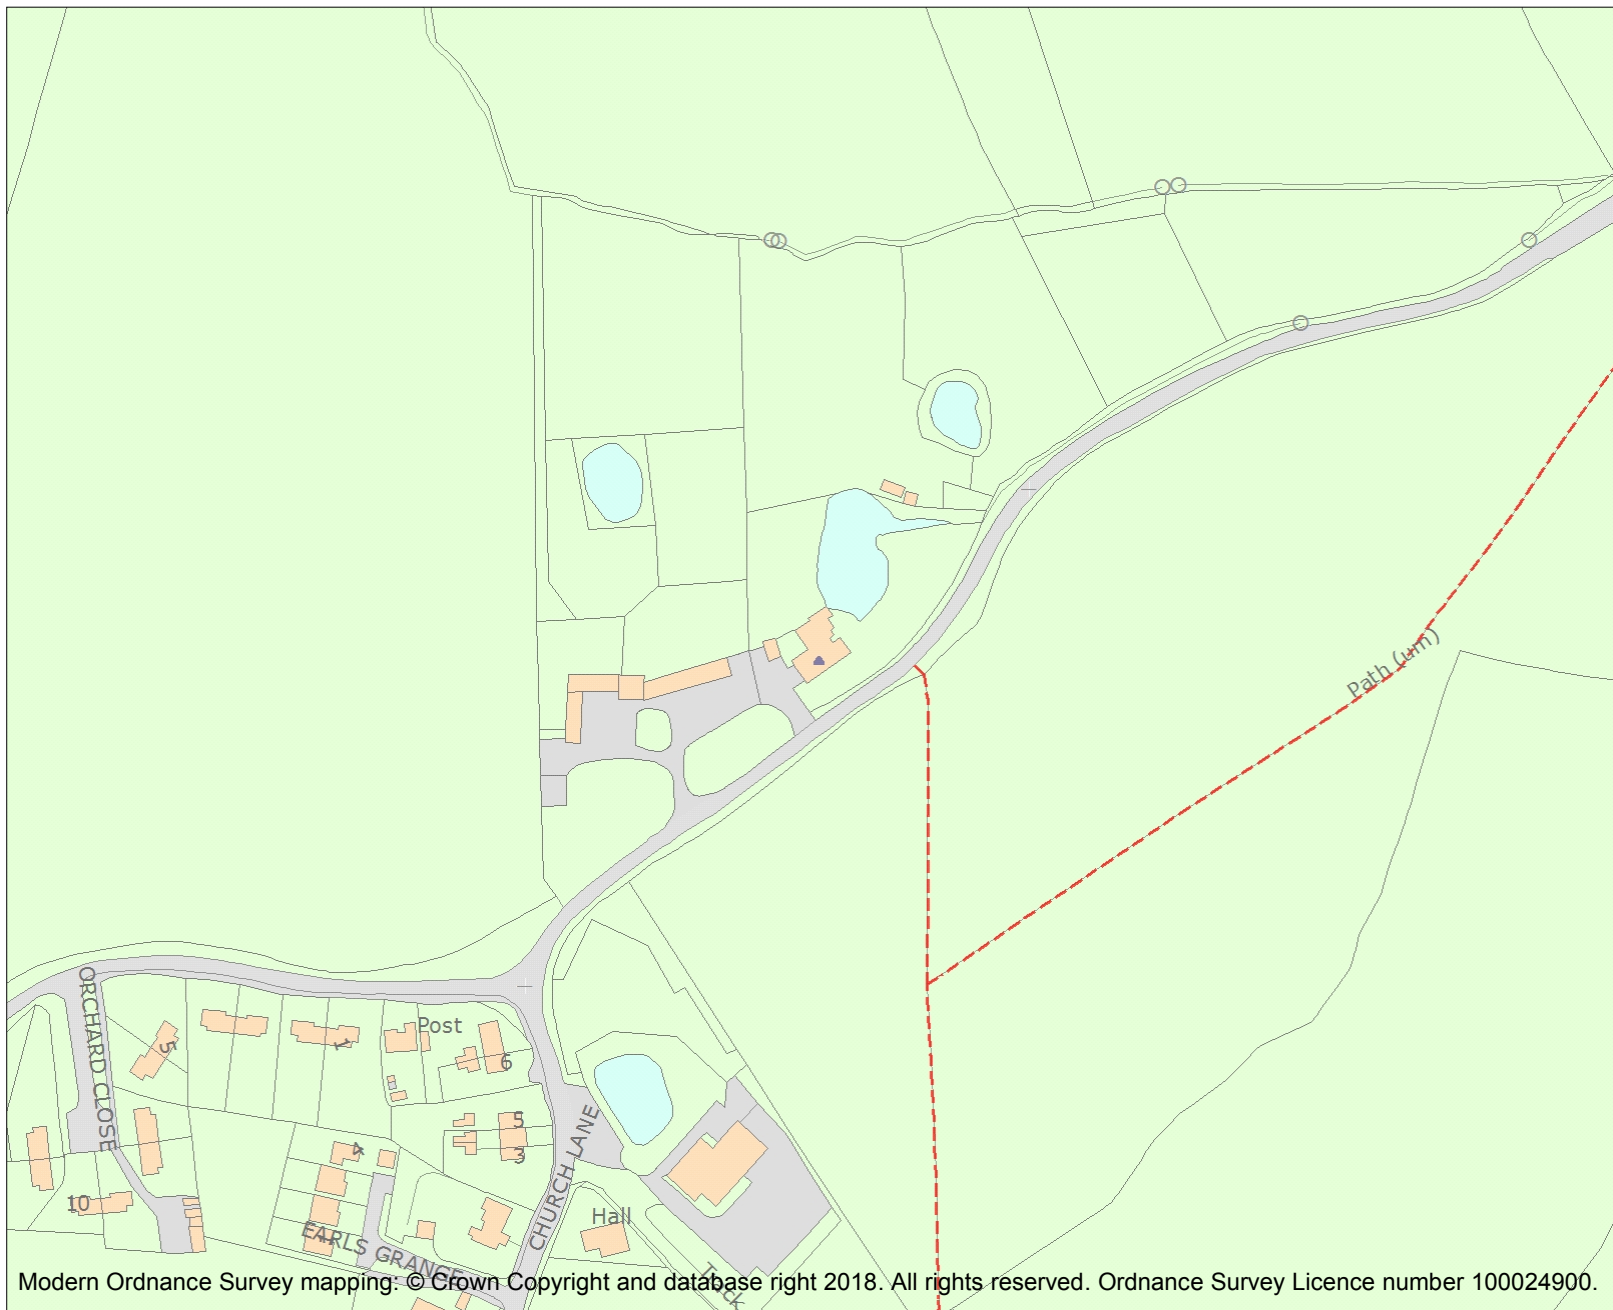 Path (um)
ORCHARD CLOSE
5
1
Post
6
5
3
4
10
CHURCH LANE
Hall
EARLS GRANGE
Track
Modern Ordnance Survey mapping: © Crown Copyright and database right 2018. All rights reserved. Ordnance Survey Licence number 100024900.